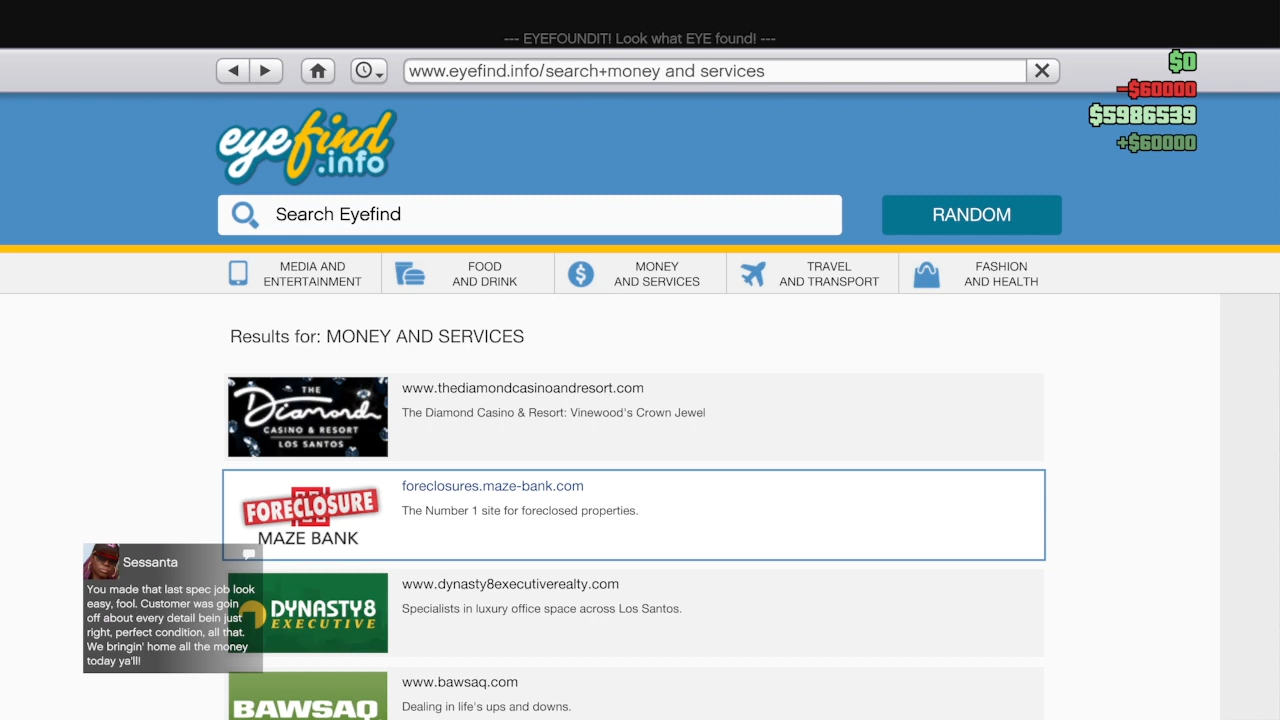 --- EYEFOUNDIT! Look what EYE found! ---
www.eyefind.info/search+money and services
$0
-$60000
$5986539
+$60000
eyefind
.info
Search Eyefind
RANDOM
MEDIA AND
ENTERTAINMENT
FOOD
AND DRINK
MONEY
AND SERVICES
TRAVEL
AND TRANSPORT
FASHION
AND HEALTH
Results for: MONEY AND SERVICES
THE
Diamond
CASINO & RESORT
LOS SANTOS
www.thediamondcasinoandresort.com
The Diamond Casino & Resort: Vinewood's Crown Jewel
FORECLOSURE
MAZE BANK
foreclosures.maze-bank.com
The Number 1 site for foreclosed properties.
Sessanta
You made that last spec job look
easy, fool. Customer was goin
off about every detail bein just
right, perfect condition, all that.
We bringin' home all the money
today ya'll!
DYNASTY8
EXECUTIVE
www.dynasty8executiverealty.com
Specialists in luxury office space across Los Santos.
BAWSAQ
www.bawsaq.com
Dealing in life's ups and downs.